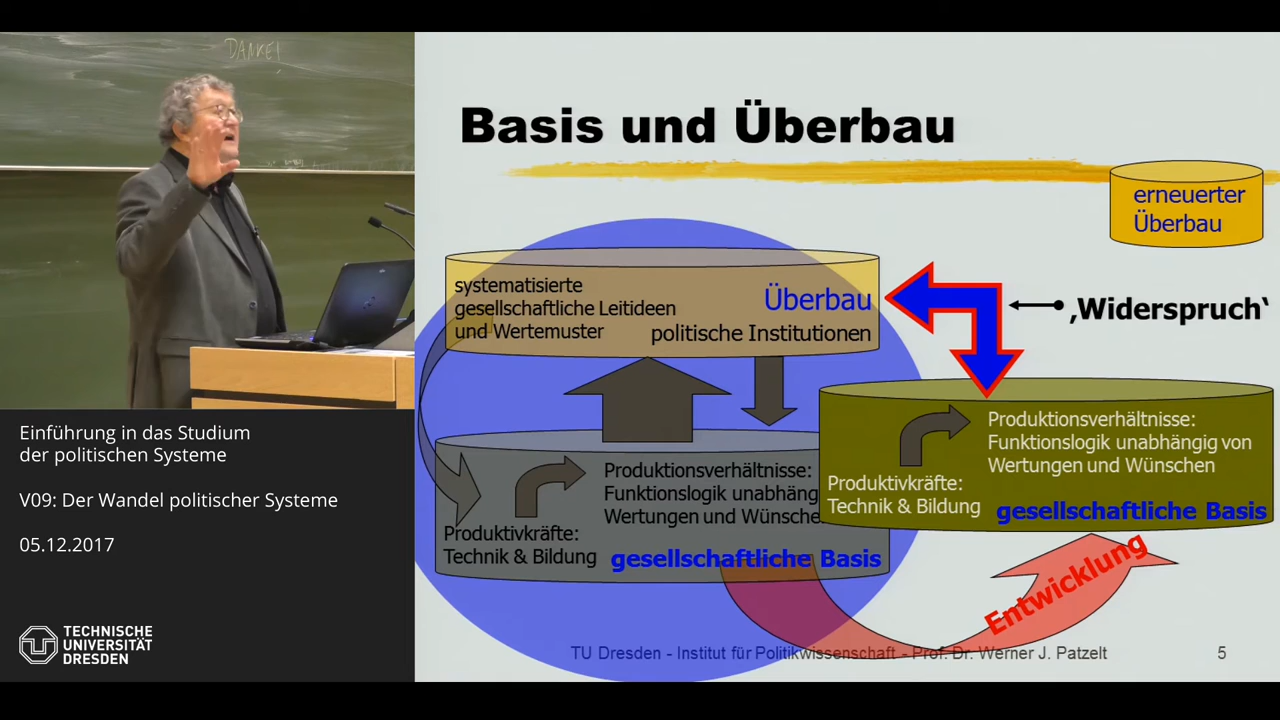 DANKE!
Einführung in das Studium
der politischen Systeme
V09: Der Wandel politischer Systeme
05.12.2017
TECHNISCHE
UNIVERSITÄT
DRESDEN
Basis und Überbau
erneuerter
Überbau
systematisierte
gesellschaftliche Leitideen
und Wertemuster
Überbau
politische Institutionen
‚Widerspruch‘
Produktionsverhältnisse:
Funktionslogik unabhäng
Wertungen und Wünsche
Produktivkräfte:
Technik & Bildung
gesellschaftliche Basis
Produktionsverhältnisse:
Funktionslogik unabhängig von
Wertungen und Wünschen
Produktivkräfte:
Technik & Bildung
gesellschaftliche Basis
Entwicklung
TU Dresden - Institut für Politikwissenschaft - Prof. Dr. Werner J. Patzelt
5